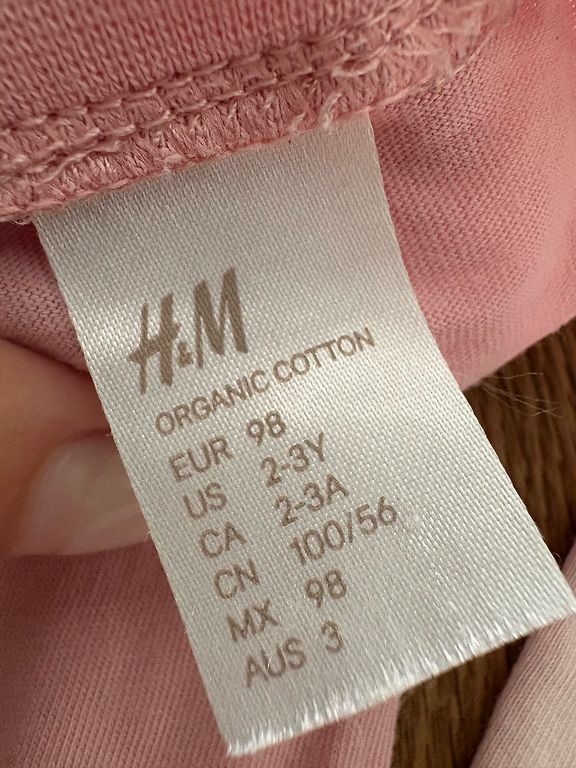 H&M
ORGANIC COTTON
EUR 98
US 2-3Y
CA 2-3A
CN 100/56
MX 98
AUS 3